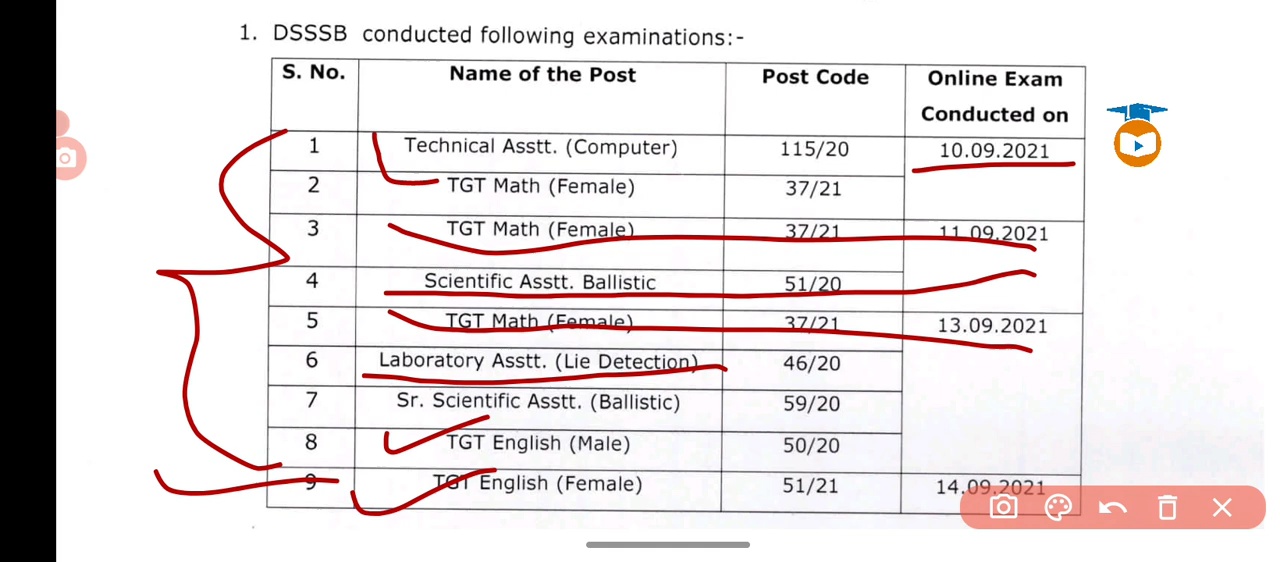 1. DSSSB conducted following examinations:-
S. No. Name of the Post Post Code Online Exam Conducted on
1 Technical Asstt. (Computer) 115/20 10.09.2021
2 TGT Math (Female) 37/21
3 TGT Math (Female) 37/21 11.09.2021
4 Scientific Asstt. Ballistic 51/20
5 TGT Math (Female) 37/21 13.09.2021
6 Laboratory Asstt. (Lie Detection) 46/20
7 Sr. Scientific Asstt. (Ballistic) 59/20
8 TGT English (Male) 50/20
9 TGT English (Female) 51/21 14.09.2021